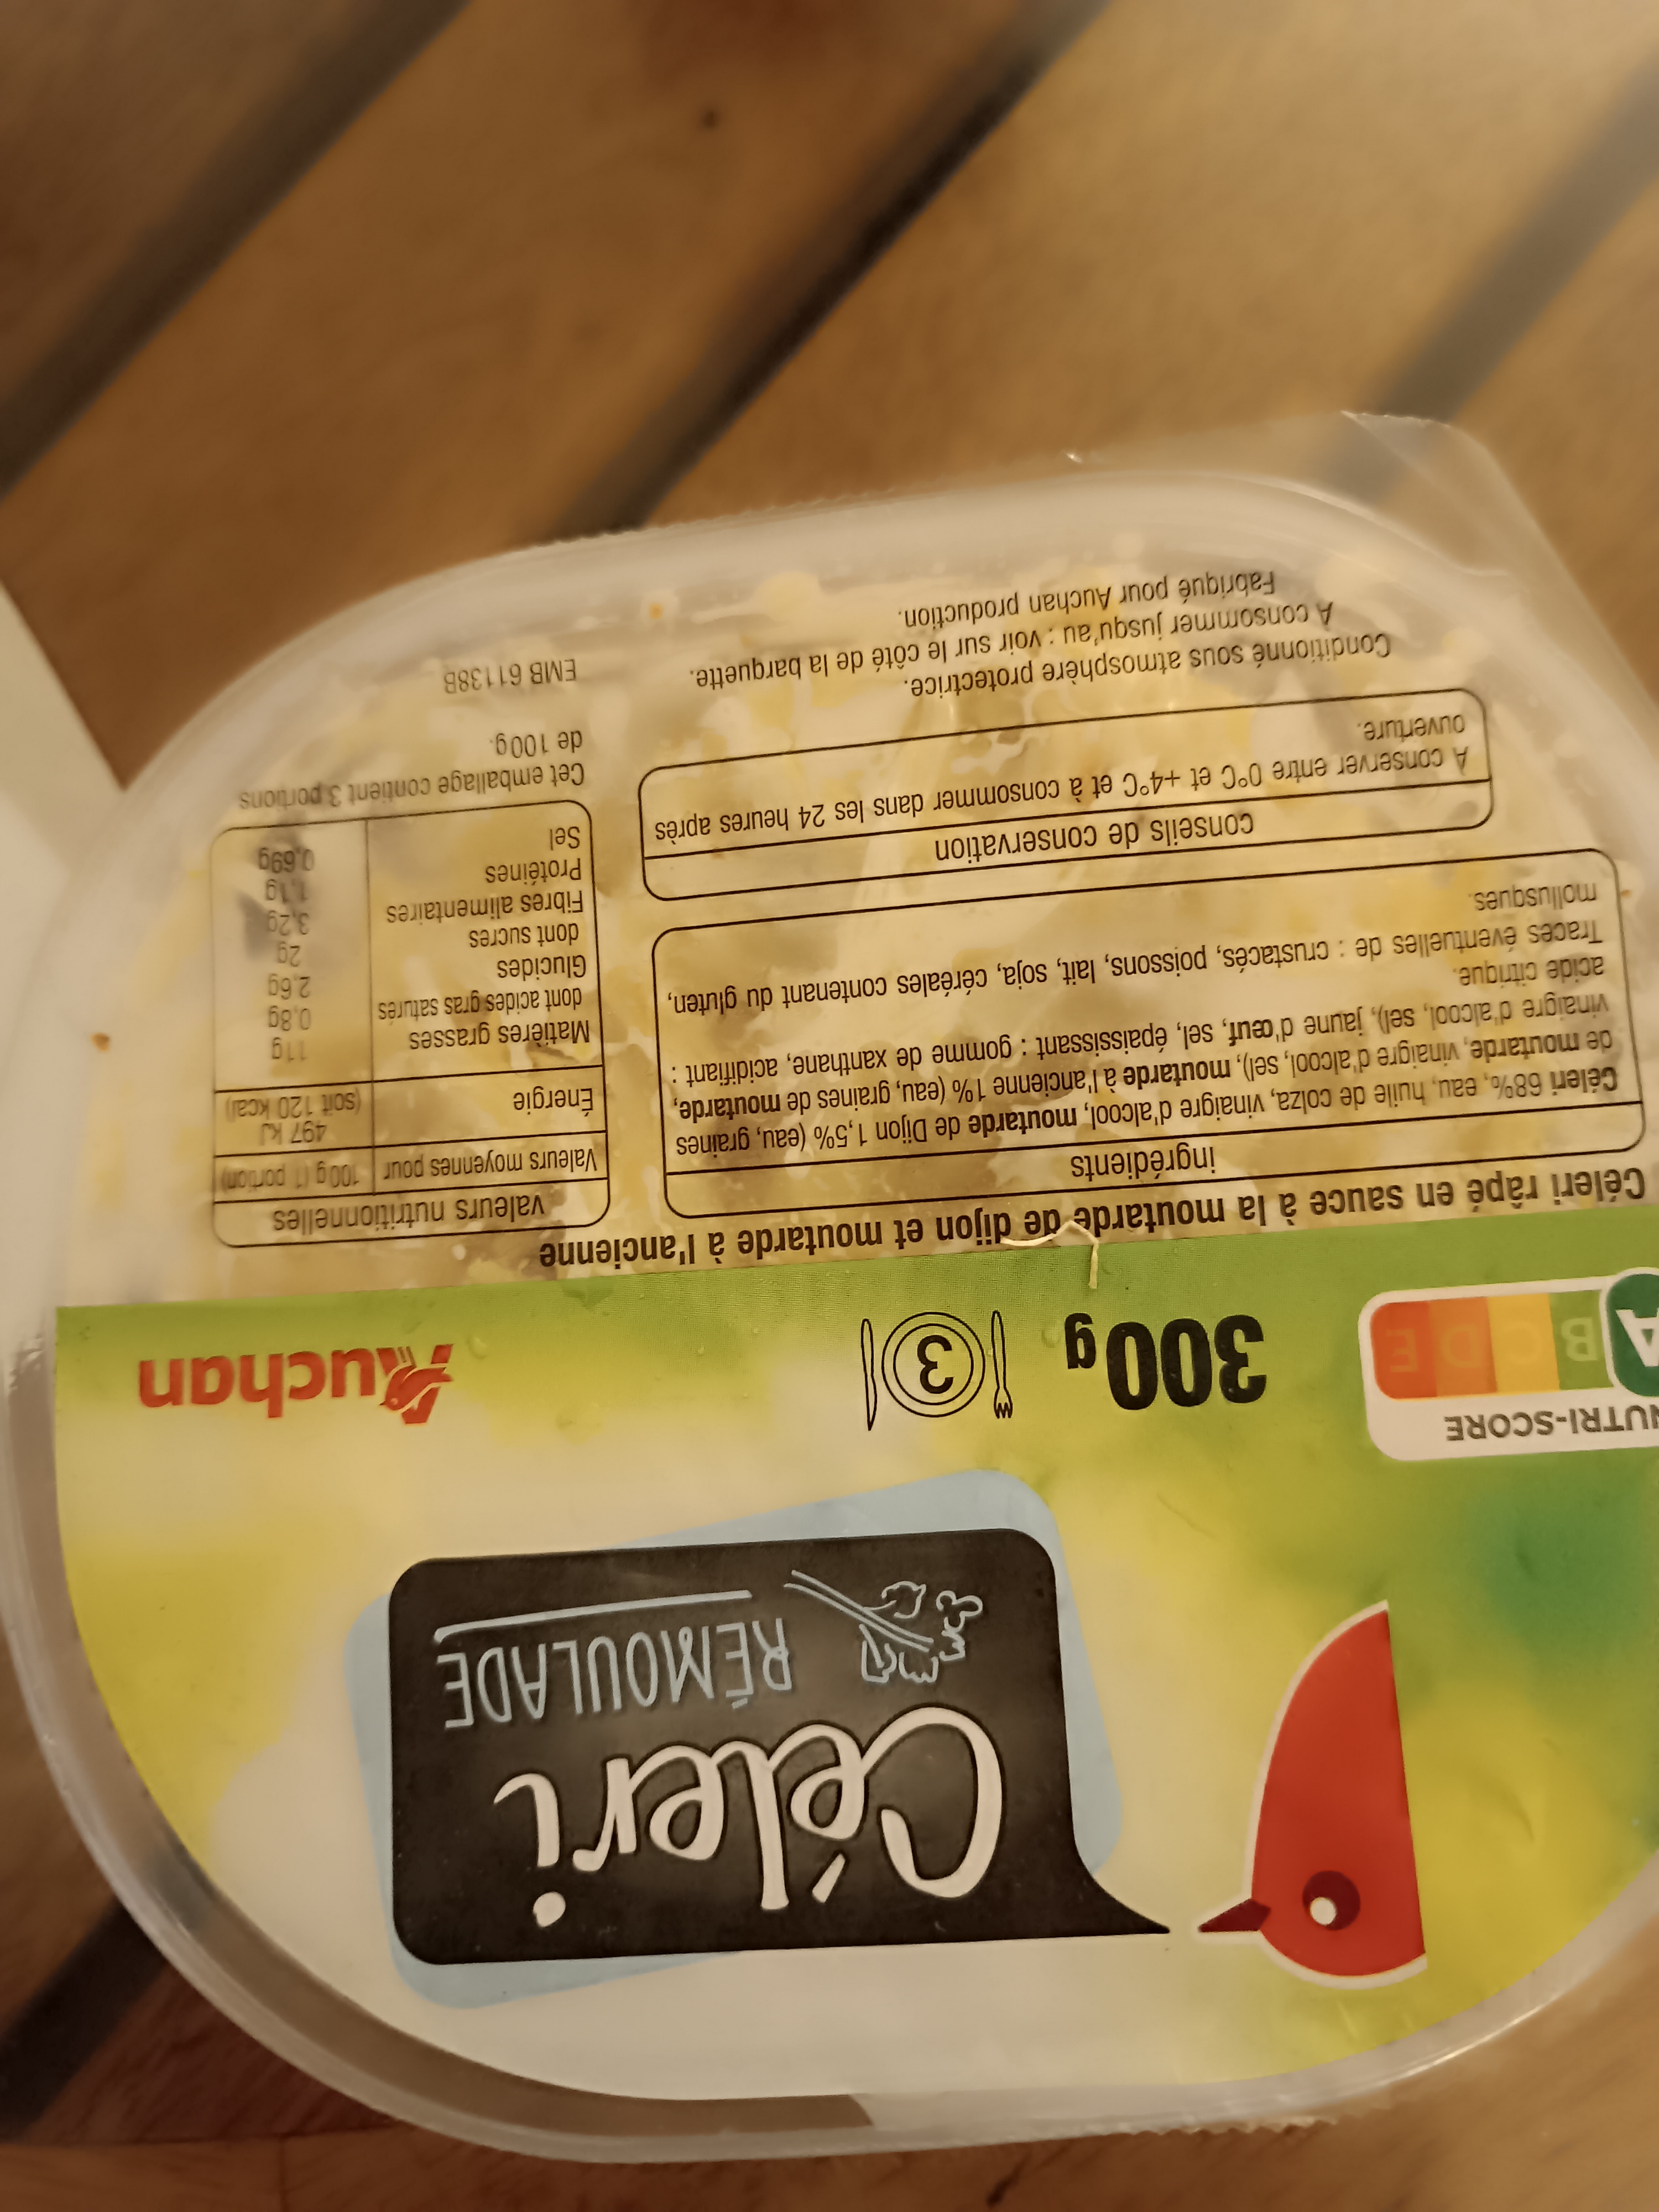 Céleri
RÉMOULADE
NUTRI-SCORE
A B C D E
300g
3
Auchan
Céleri râpé en sauce à la moutarde de dijon et moutarde à l'ancienne
ingrédients
Céleri 68%, eau, huile de colza, vinaigre d'alcool, moutarde de Dijon 1,5% (eau, graines
de moutarde, vinaigre d'alcool, sel), moutarde à l'ancienne 1% (eau, graines de moutarde,
vinaigre d'alcool, sel), jaune d'œuf, sel, épaississant : gomme de xanthane, acidifiant :
acide citrique.
Traces éventuelles de : crustacés, poissons, lait, soja, céréales contenant du gluten,
mollusques.
conseils de conservation
A conserver entre 0°C et +4°C et à consommer dans les 24 heures après
ouverture.
Conditionné sous atmosphère protectrice.
A consommer jusqu'au : voir sur le côté de la barquette.
Fabriqué pour Auchan production.
valeurs nutritionnelles
Valeurs moyennes pour 100g (1 portion)
Énergie 497 kJ
(soit 120 kcal)
Matières grasses 11g
dont acides gras saturés 0,8g
Glucides 2,6g
dont sucres 2g
Fibres alimentaires 3,2g
Protéines 1,1g
Sel 0,69g
Cet emballage contient 3 portions
de 100g.
EMB 61138B